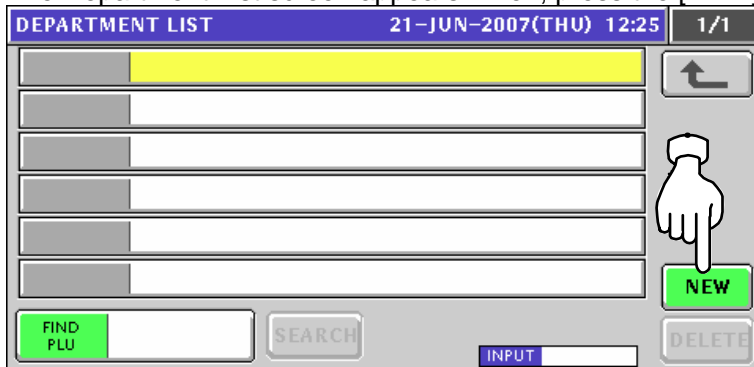 DEPARTMENT LIST 21-JUN-2007(THU) 12:25 1/1
NEW
FIND
PLU
SEARCH
DELETE
INPUT